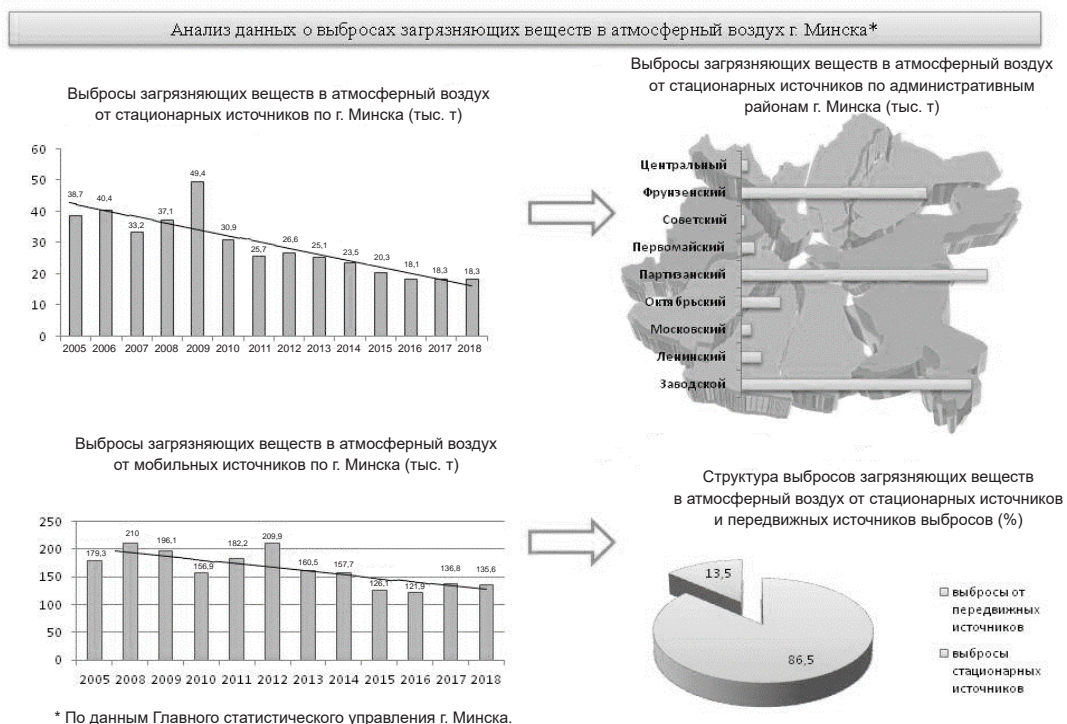 Анализ данных о выбросах загрязняющих веществ в атмосферный воздух г. Минска*
Выбросы загрязняющих веществ в атмосферный воздух
от стационарных источников по г. Минска (тыс. т)
60
50
40
30
20
10
0
38,7
40,4
33,2
37,1
49,4
30,9
25,7
26,6
25,1
23,5
20,3
18,1
18,3
18,3
2005 2006 2007 2008 2009 2010 2011 2012 2013 2014 2015 2016 2017 2018
Выбросы загрязняющих веществ в атмосферный воздух
от стационарных источников по административным
районам г. Минска (тыс. т)
Центральный
Фрунзенский
Советский
Первомайский
Партизанский
Октябрьский
Московский
Ленинский
Заводской
Выбросы загрязняющих веществ в атмосферный воздух
от мобильных источников по г. Минска (тыс. т)
250
200
150
100
50
0
179,3
210
196,1
156,9
182,2
209,9
160,5
157,7
126,1
121,9
136,8
135,6
2005 2008 2009 2010 2011 2012 2013 2014 2015 2016 2017 2018
Структура выбросов загрязняющих веществ
в атмосферный воздух от стационарных источников
и передвижных источников выбросов (%)
13,5
86,5
выбросы от
передвижных
источников
выбросы
стационарных
источников
* По данным Главного статистического управления г. Минска.